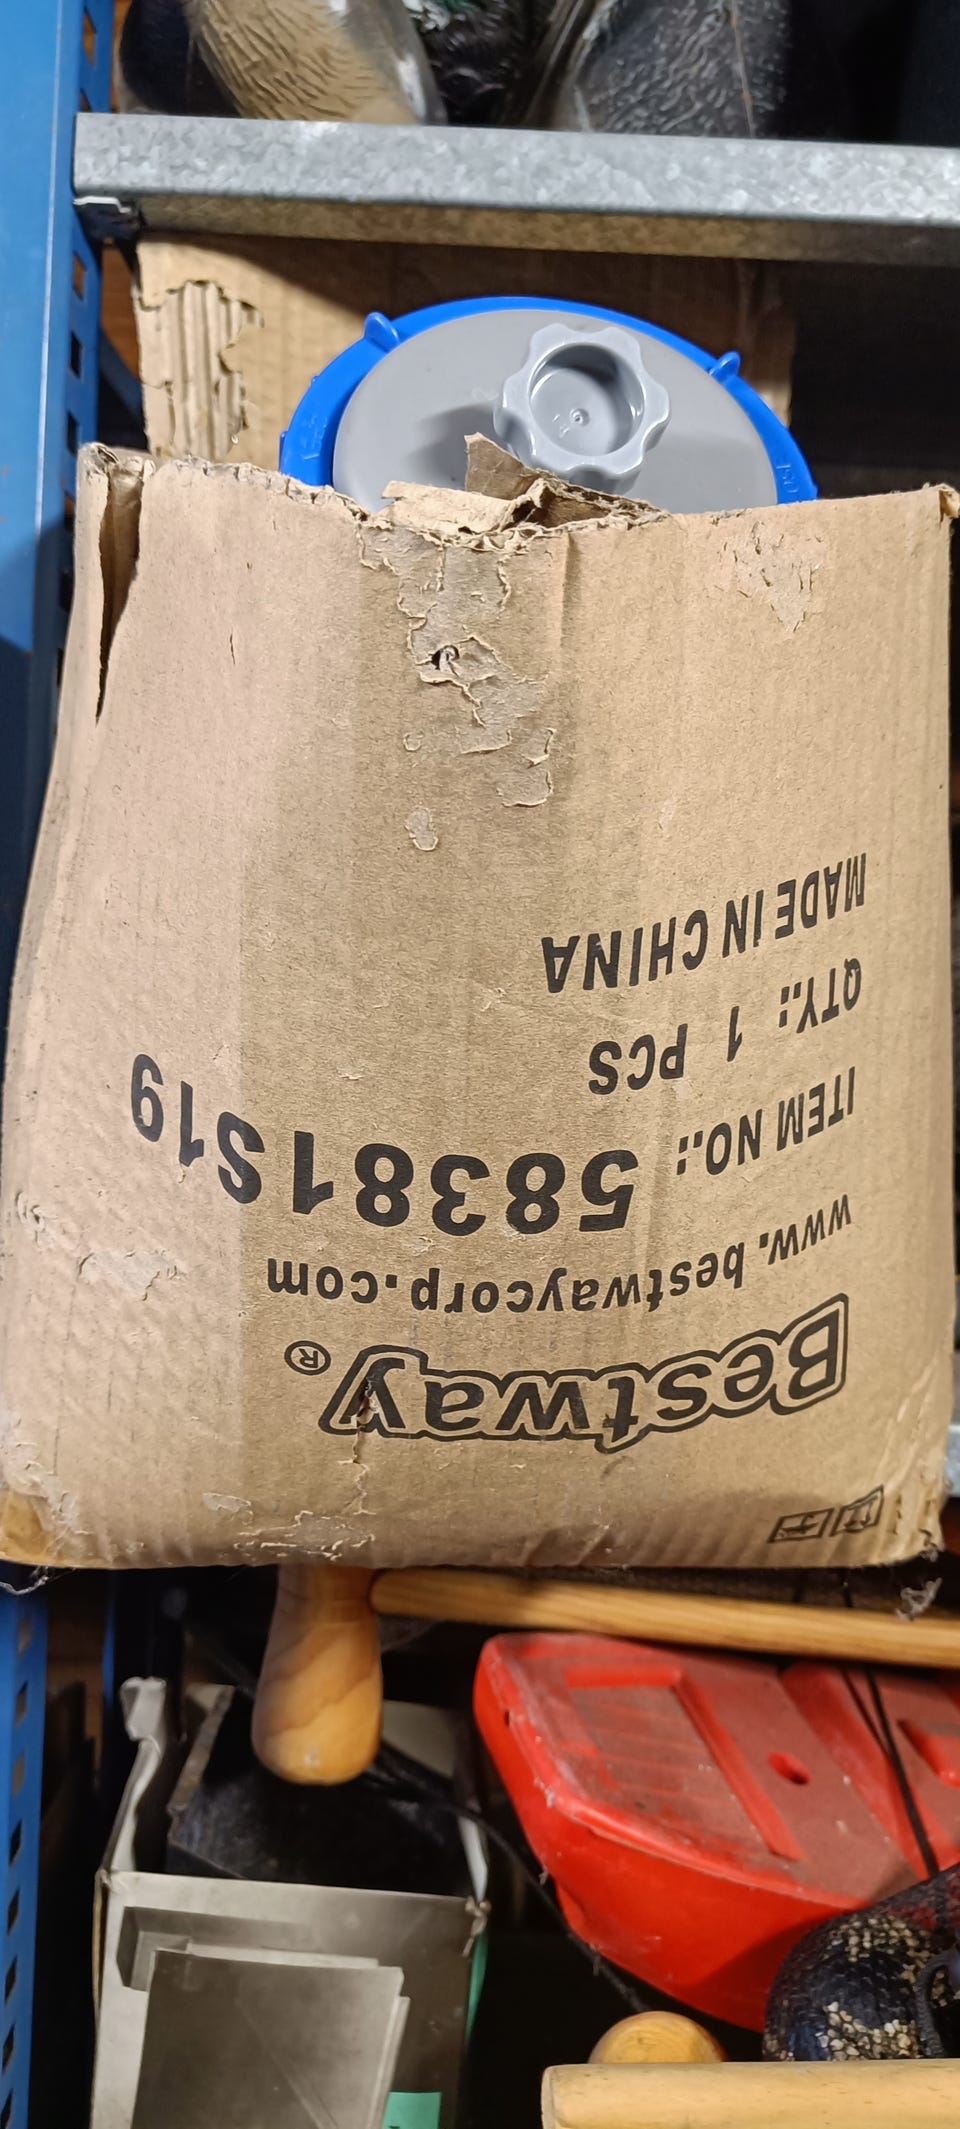 Bestway®
www.bestwaycorp.com
ITEM NO.: 58381S19
QTY.: 1 PCS
MADE IN CHINA